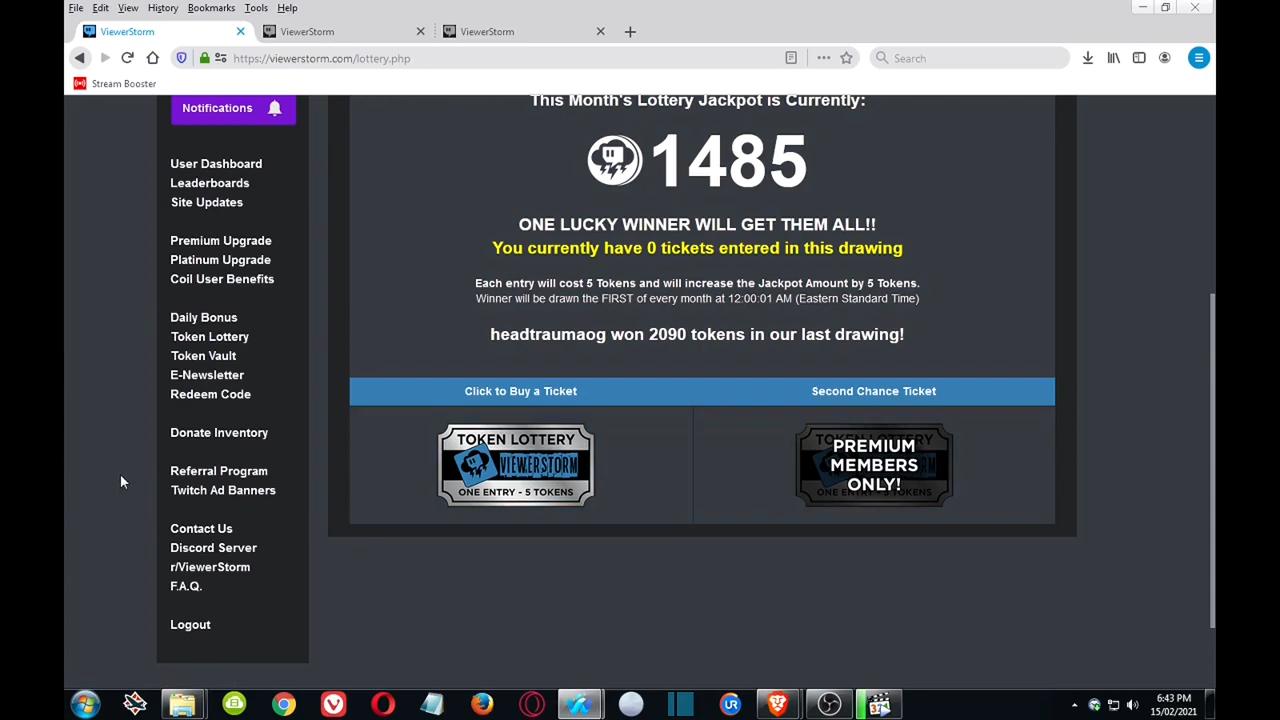 File Edit View History Bookmarks Tools Help
ViewerStorm
ViewerStorm
ViewerStorm
https://viewerstorm.com/lottery.php
Search
Stream Booster
Notifications
User Dashboard
Leaderboards
Site Updates
Premium Upgrade
Platinum Upgrade
Coil User Benefits
Daily Bonus
Token Lottery
Token Vault
E-Newsletter
Redeem Code
Donate Inventory
Referral Program
Twitch Ad Banners
Contact Us
Discord Server
r/ViewerStorm
F.A.Q.
Logout
This Month's Lottery Jackpot is Currently:
1485
ONE LUCKY WINNER WILL GET THEM ALL!!
You currently have 0 tickets entered in this drawing
Each entry will cost 5 Tokens and will increase the Jackpot Amount by 5 Tokens.
Winner will be drawn the FIRST of every month at 12:00:01 AM (Eastern Standard Time)
headtraumaog won 2090 tokens in our last drawing!
Click to Buy a Ticket
Second Chance Ticket
TOKEN LOTTERY
VIEWERSTORM
ONE ENTRY - 5 TOKENS
TOKEN LOTTERY
PREMIUM
MEMBERS
ONLY!
ONE ENTRY - 5 TOKENS
UR
6:43 PM
15/02/2021